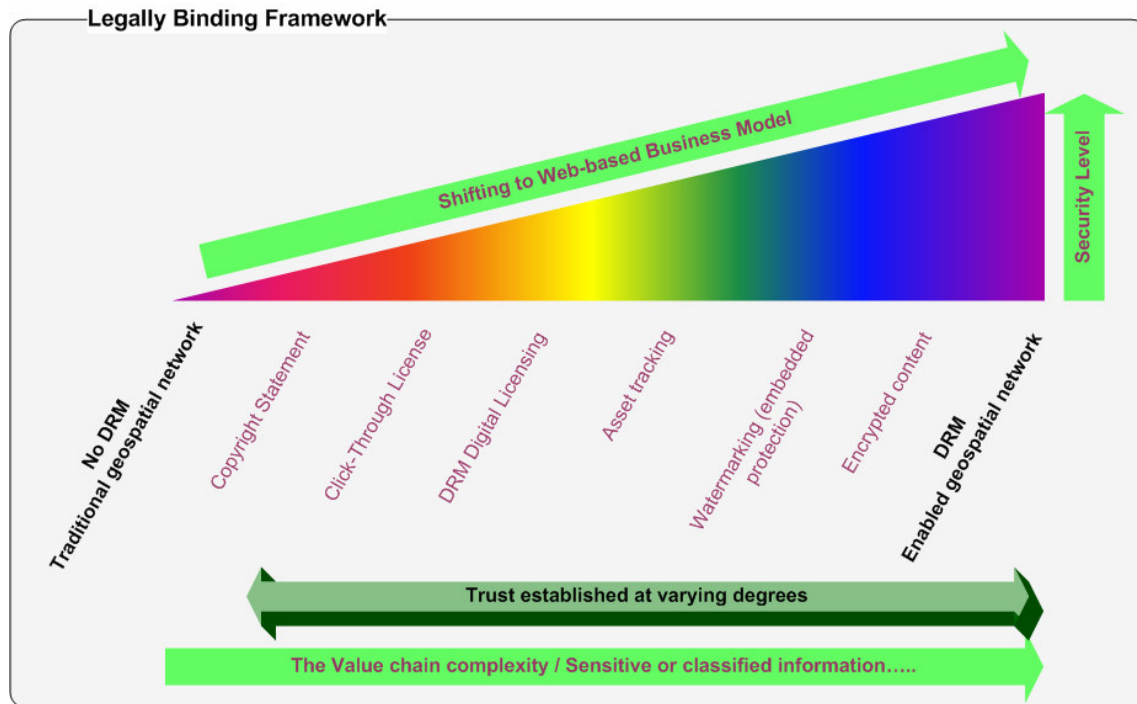 Legally Binding Framework
Shifting to Web-based Business Model
Security Level
No DRM
Traditional geospatial network
Copyright Statement
Click-Through License
DRM Digital Licensing
Asset tracking
Watermarking (embedded
protection)
Encrypted content
DRM
Enabled geospatial network
Trust established at varying degrees
The Value chain complexity / Sensitive or classified information…..